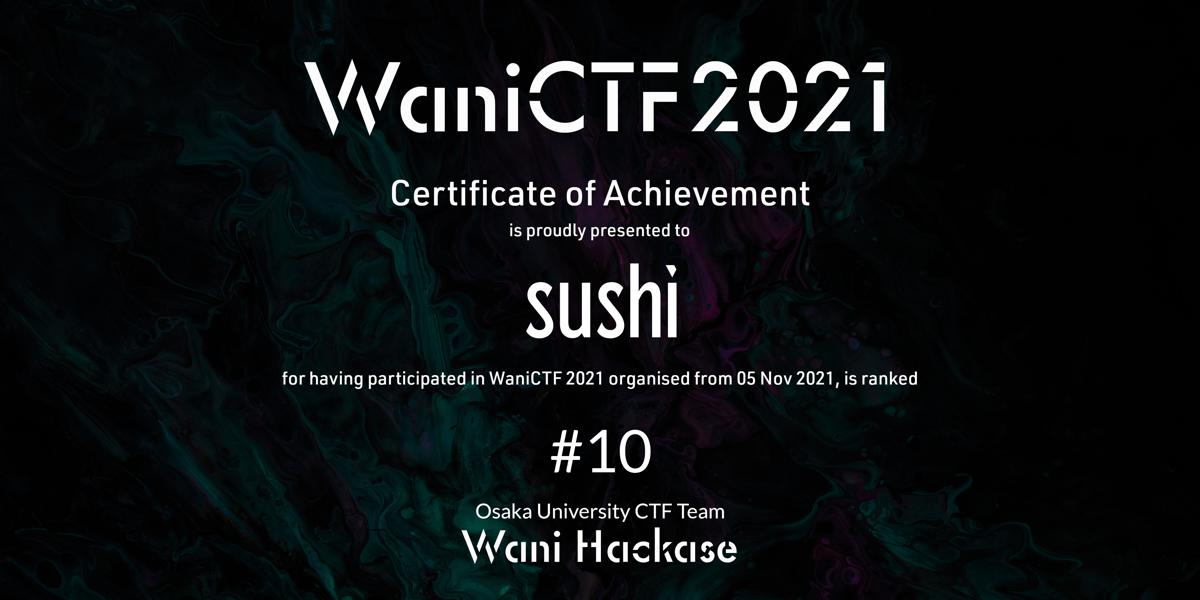 WaniCTF2021
Certificate of Achievement
is proudly presented to
sushi
for having participated in WaniCTF 2021 organised from 05 Nov 2021, is ranked
#10
Osaka University CTF Team
Wani Hackase